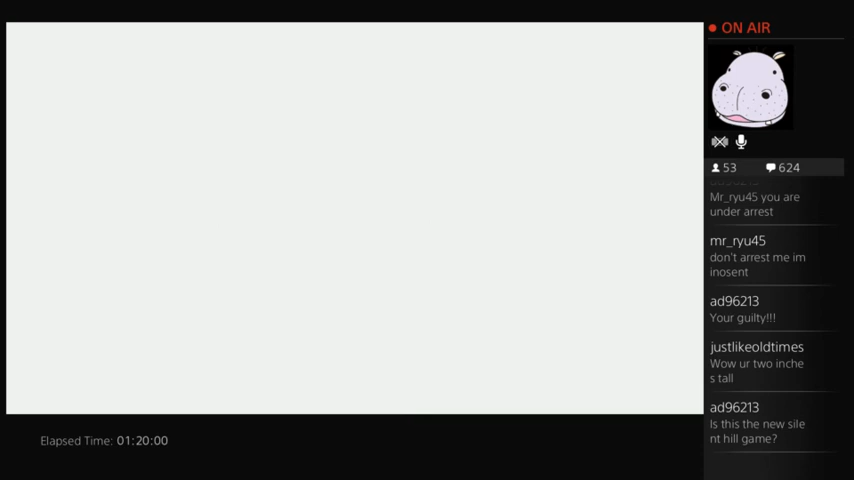 ON AIR
53 624
Mr_ryu45 you are
under arrest
mr_ryu45
don't arrest me im
inosent
ad96213
Your guilty!!!
justlikeoldtimes
Wow ur two inche
s tall
ad96213
Is this the new sile
nt hill game?
Elapsed Time: 01:20:00